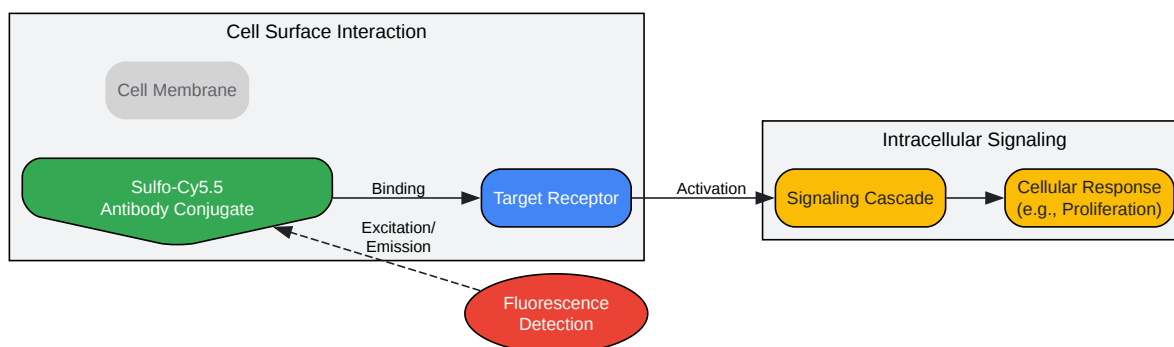 Cell Surface Interaction
Cell Membrane
Sulfo-Cy5.5
Antibody Conjugate
Binding
Target Receptor
Excitation/
Emission
Fluorescence
Detection
Activation
Intracellular Signaling
Signaling Cascade
Cellular Response
(e.g., Proliferation)